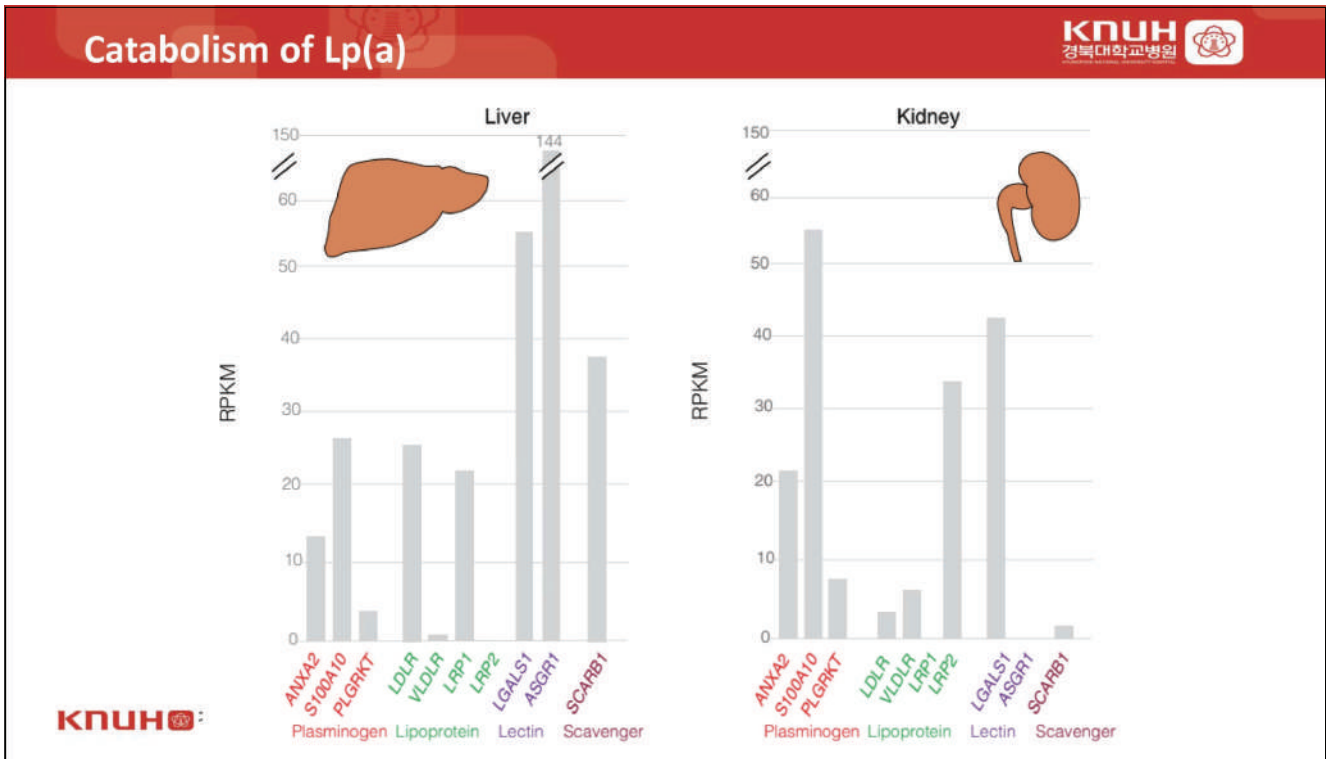 Catabolism of Lp(a)
KNUH
경북대학교병원
Liver
150
144
60
50
40
30
20
10
0
RPKM
ANXA2
S100A10
PLGRKT
LDLR
VLDLR
LRP1
LRP2
LGALS1
ASGR1
SCARB1
Plasminogen Lipoprotein Lectin Scavenger
Kidney
150
60
50
40
30
20
10
0
RPKM
ANXA2
S100A10
PLGRKT
LDLR
VLDLR
LRP1
LRP2
LGALS1
ASGR1
SCARB1
Plasminogen Lipoprotein Lectin Scavenger
KNUH :